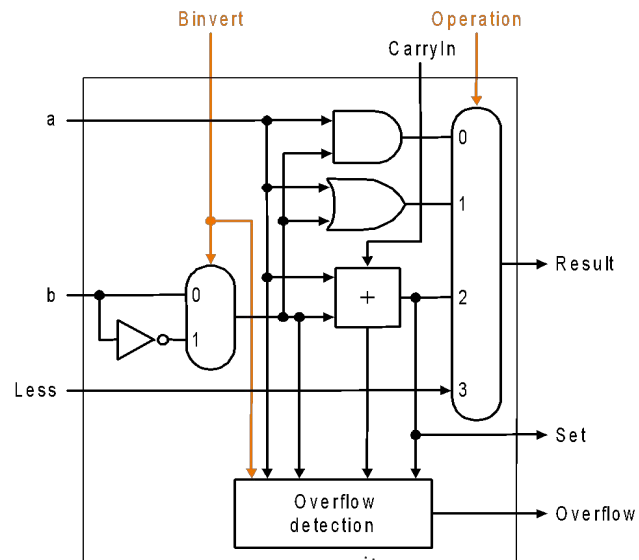 Binvert
Operation
CarryIn
a
0
1
b
0
1
+
2
Result
Less
3
Set
Overflow
detection
Overflow